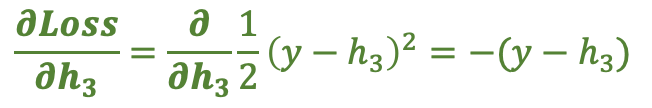 ∂Loss/∂h₃ = ∂/∂h₃ 1/2 (y − h₃)² = −(y − h₃)